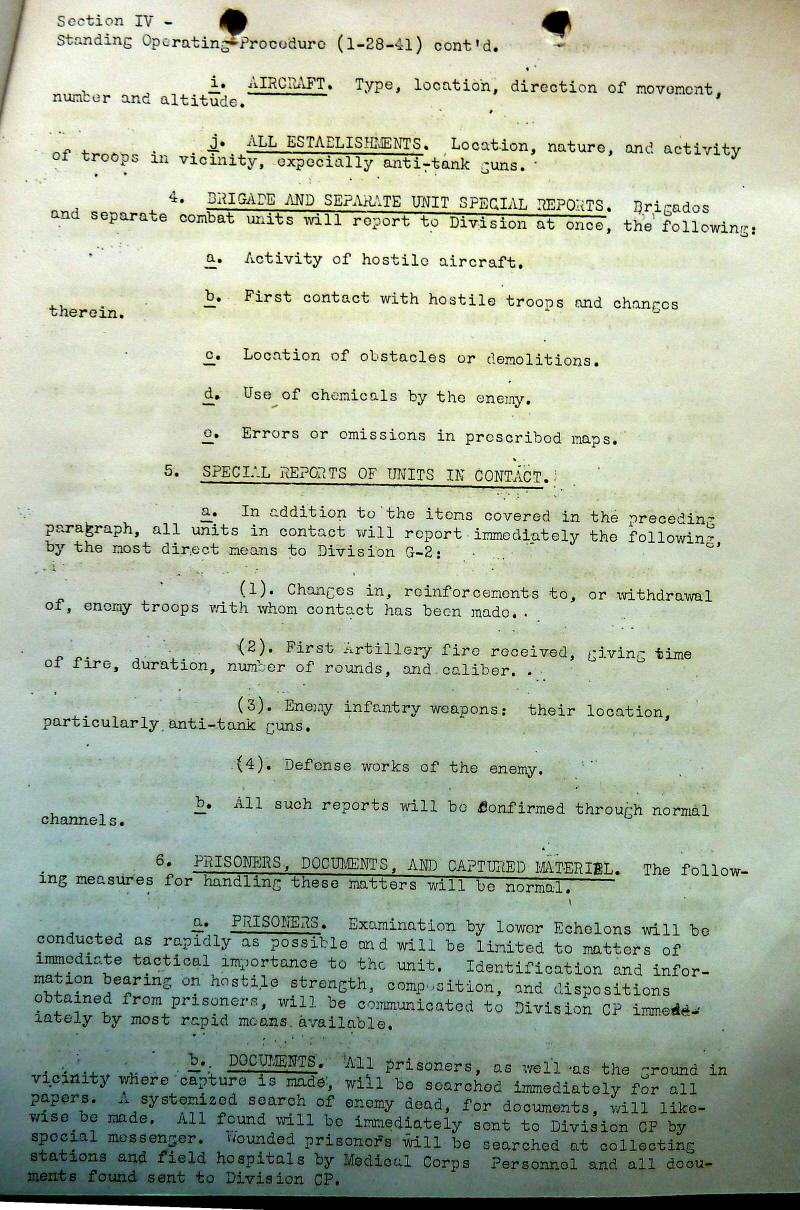 Section IV -
Standing Operating Procedure (1-28-41) cont'd.
i. AIRCRAFT. Type, location, direction of movement,
number and altitude.
j. ALL ESTABLISHMENTS. Location, nature, and activity
of troops in vicinity, expecially anti-tank guns.
4. BRIGADE AND SEPARATE UNIT SPECIAL REPORTS. Brigades
and separate combat units will report to Division at once, the following:
a. Activity of hostile aircraft.
b. First contact with hostile troops and changes
therein.
c. Location of obstacles or demolitions.
d. Use of chemicals by the enemy.
e. Errors or omissions in prescribed maps.
5. SPECIAL REPORTS OF UNITS IN CONTACT.
a. In addition to the items covered in the preceding
paragraph, all units in contact will report immediately the following,
by the most direct means to Division G-2:
(1). Changes in, reinforcements to, or withdrawal
of, enemy troops with whom contact has been made.
(2). First Artillery fire received, giving time
of fire, duration, number of rounds, and caliber.
(3). Enemy infantry weapons: their location,
particularly anti-tank guns.
(4). Defense works of the enemy.
b. All such reports will be confirmed through normal
channels.
6. PRISONERS, DOCUMENTS, AND CAPTURED MATERIEL. The follow-
ing measures for handling these matters will be normal.
a. PRISONERS. Examination by lower Echelons will be
conducted as rapidly as possible and will be limited to matters of
immediate tactical importance to the unit. Identification and infor-
mation bearing on hostile strength, composition, and dispositions
obtained from prisoners, will be communicated to Division CP immed-
iately by most rapid means available.
b. DOCUMENTS. All prisoners, as well as the ground in
vicinity where capture is made, will be searched immediately for all
papers. A systemized search of enemy dead, for documents, will like-
wise be made. All found will be immediately sent to Division CP by
special messenger. Wounded prisoners will be searched at collecting
stations and field hospitals by Medical Corps Personnel and all docu-
ments found sent to Division CP.